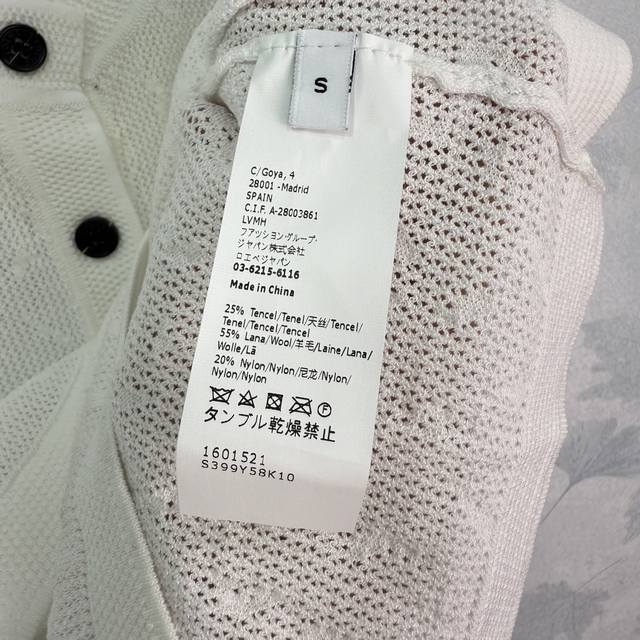 S
C/Goya, 4
28001 -Madrid
SPAIN
C.I.F. A-28003861
LVMH
ファッション・グループ・
ジャパン株式会社
ロエベジャパン
03-6215-6116
Made in China
25% Tencel/Tenel/天丝/Tencel/
Tenel/Tencel/Tencel
55% Lana/Wool/羊毛/Laine/Lana/
Wolle/Lã
20% Nylon/Nylon/尼龙/Nylon/
Nylon/Nylon
F
タンブル乾燥禁止
1601521
S399Y58K10